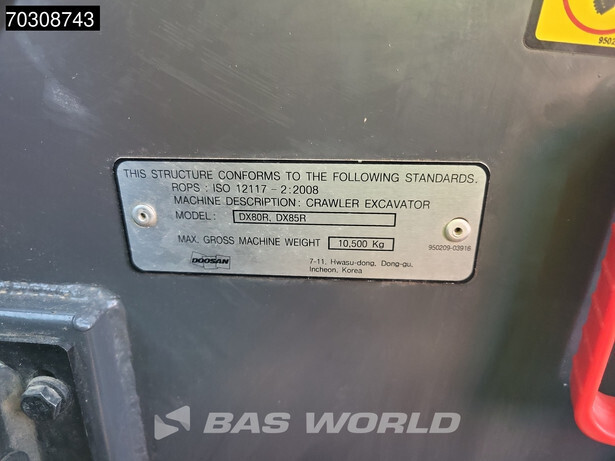 70308743
THIS STRUCTURE CONFORMS TO THE FOLLOWING STANDARDS.
ROPS : ISO 12117 - 2:2008
MACHINE DESCRIPTION: CRAWLER EXCAVATOR
MODEL: DX80R, DX85R
MAX. GROSS MACHINE WEIGHT 10,500 Kg
950209-03916
DOOSAN
7-11, Hwasu-dong, Dong-gu,
Incheon, Korea
BAS WORLD